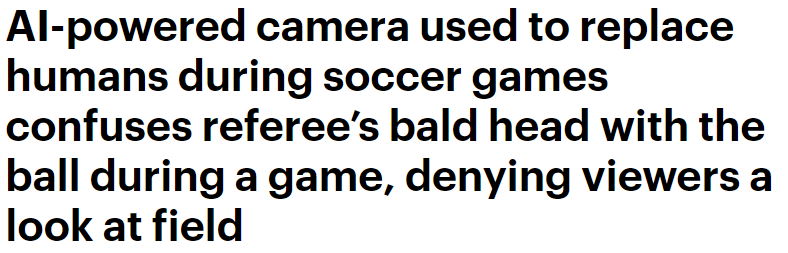 AI-powered camera used to replace
humans during soccer games
confuses referee’s bald head with the
ball during a game, denying viewers a
look at field